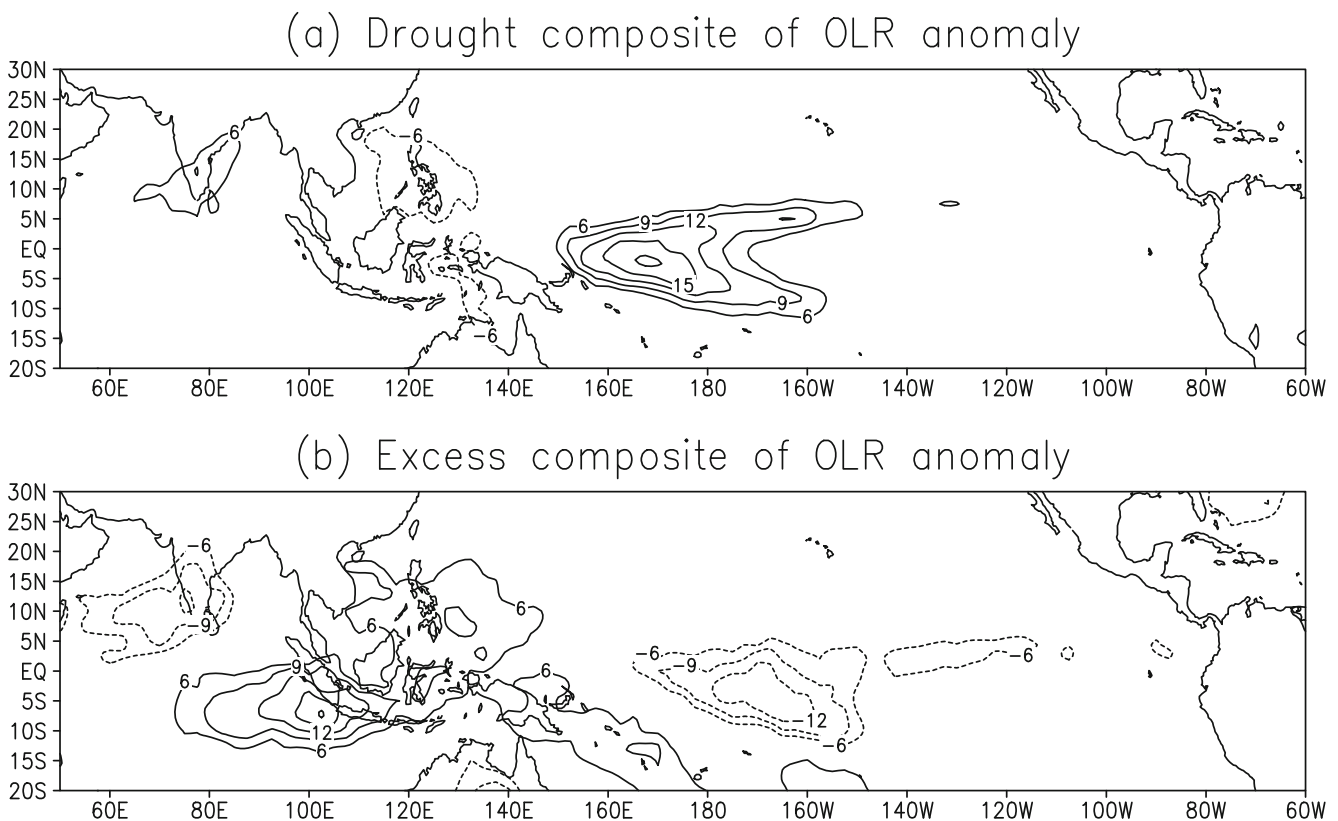 (a) Drought composite of OLR anomaly
30N
25N
20N
15N
10N
5N
EQ
5S
10S
15S
20S
6
-6
6
9
12
15
9
6
-6
60E 80E 100E 120E 140E 160E 180 160W 140W 120W 100W 80W 60W
(b) Excess composite of OLR anomaly
30N
25N
20N
15N
10N
5N
EQ
5S
10S
15S
20S
-6
-9
6
6
9
6
6
12
6
-6
-9
-12
-6
-6
60E 80E 100E 120E 140E 160E 180 160W 140W 120W 100W 80W 60W